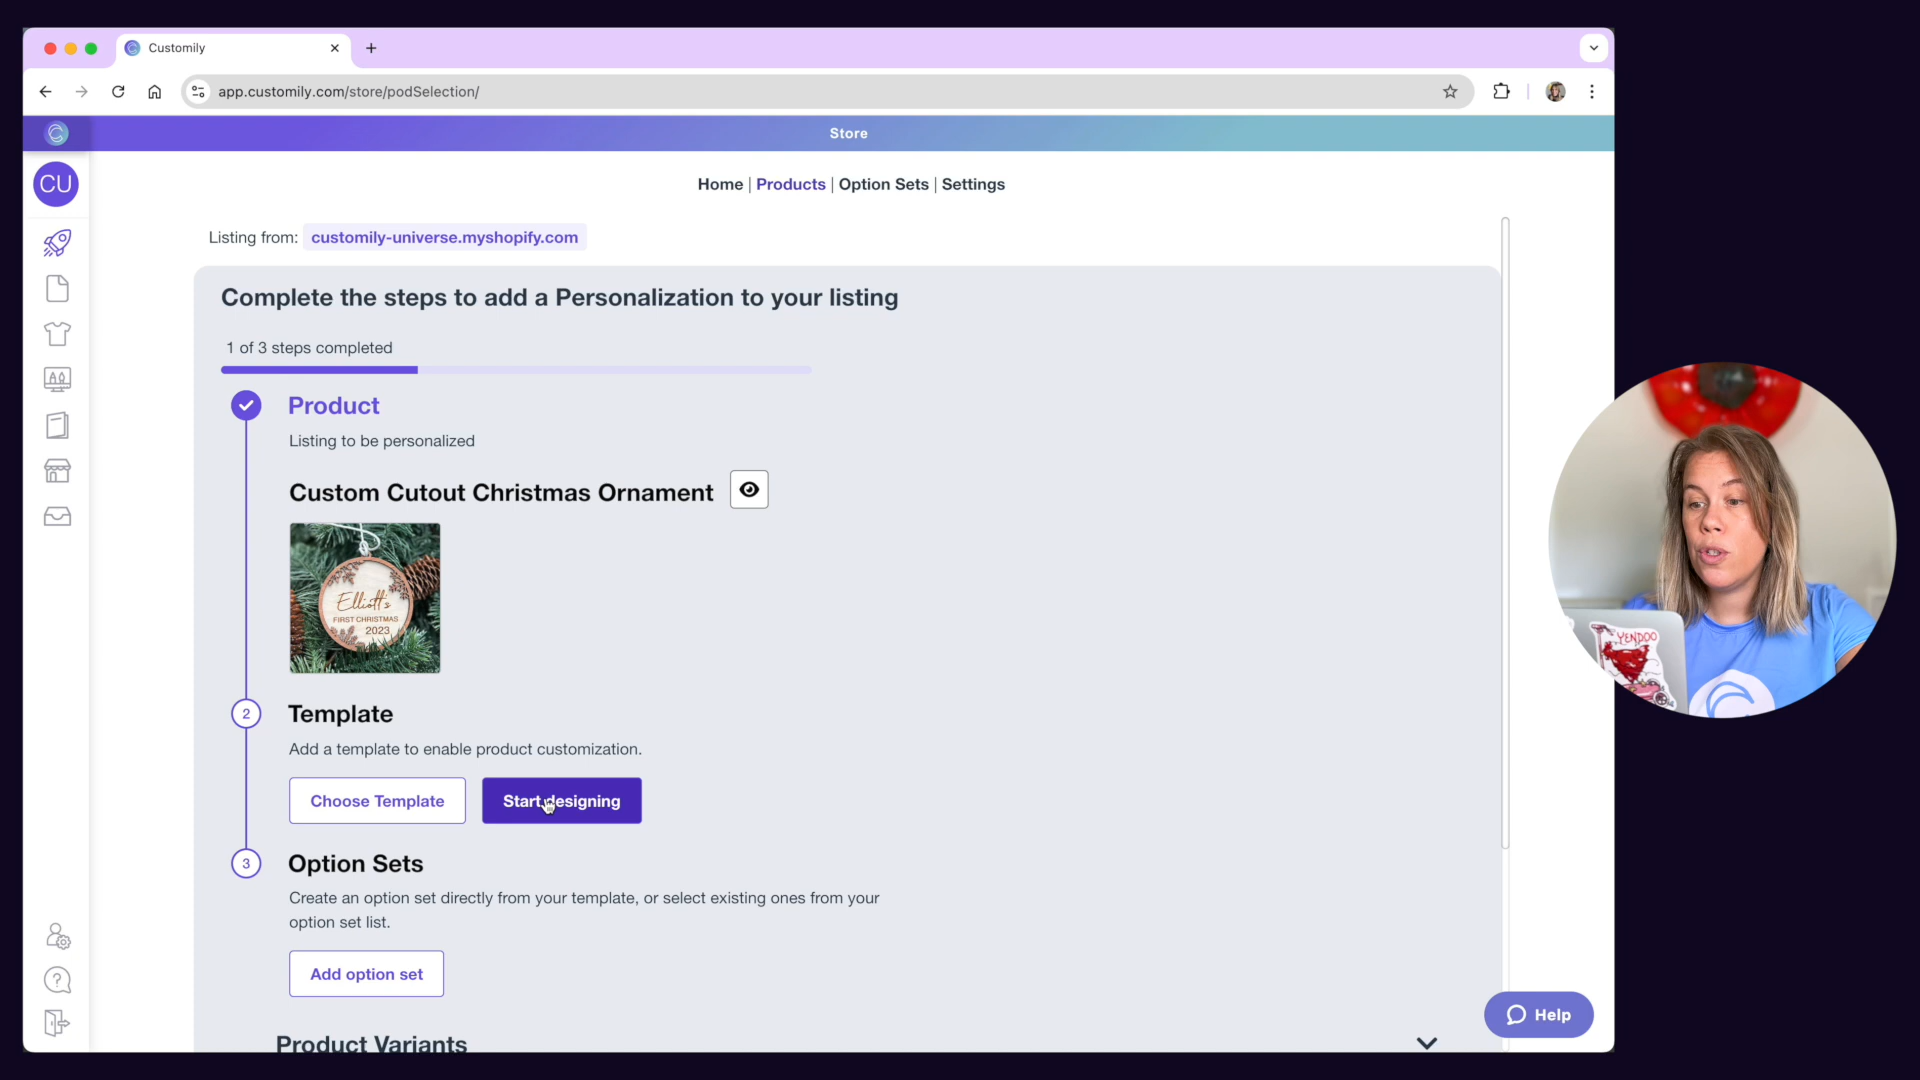 Customily
app.customily.com/store/podSelection/
Store
CU
Home | Products | Option Sets | Settings
Listing from: customily-universe.myshopify.com
Complete the steps to add a Personalization to your listing
1 of 3 steps completed
Product
Listing to be personalized
Custom Cutout Christmas Ornament
Elliott's
FIRST CHRISTMAS
2023
2
Template
Add a template to enable product customization.
Choose Template
Start designing
3
Option Sets
Create an option set directly from your template, or select existing ones from your
option set list.
Add option set
Product Variants
Help
YENDOO